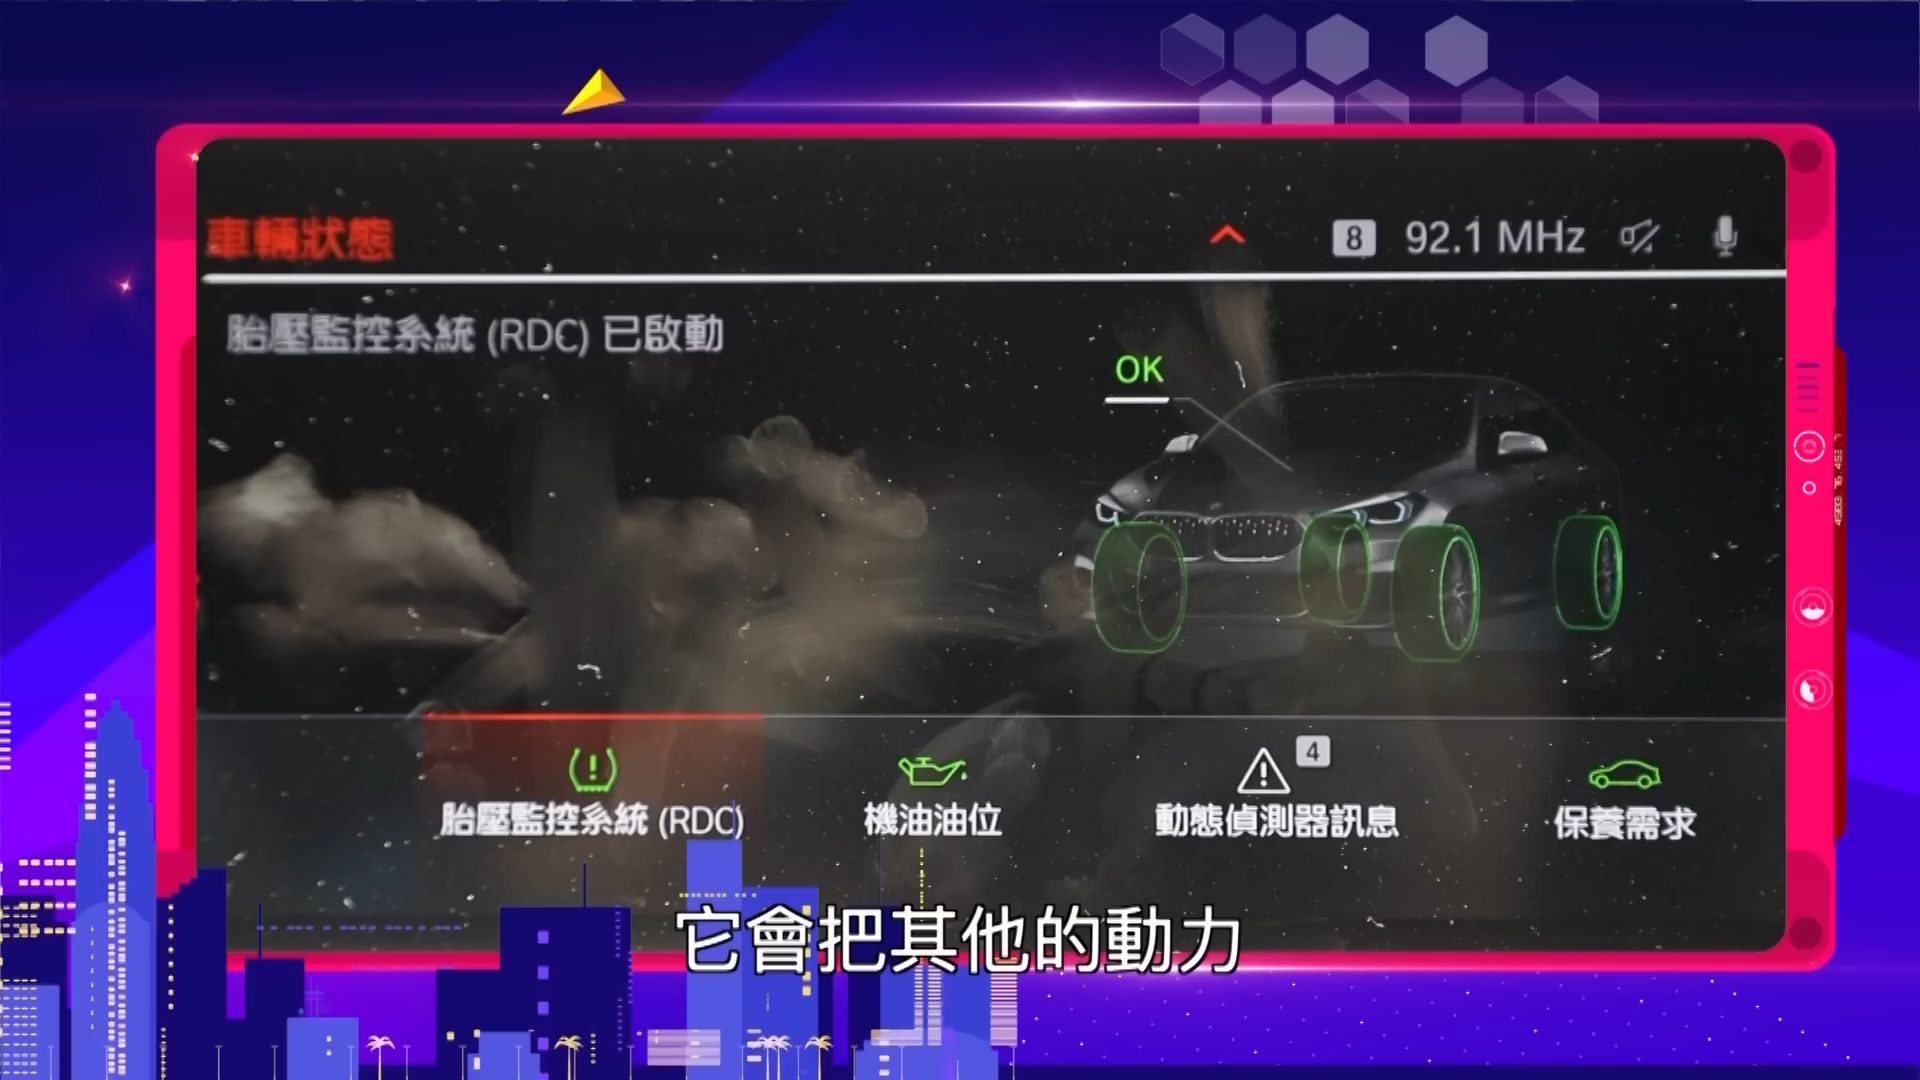 車輛狀態
8 92.1 MHz
胎壓監控系統 (RDC) 已啟動
OK
4
胎壓監控系統 (RDC)
機油油位
動態偵測器訊息
保養需求
它會把其他的動力